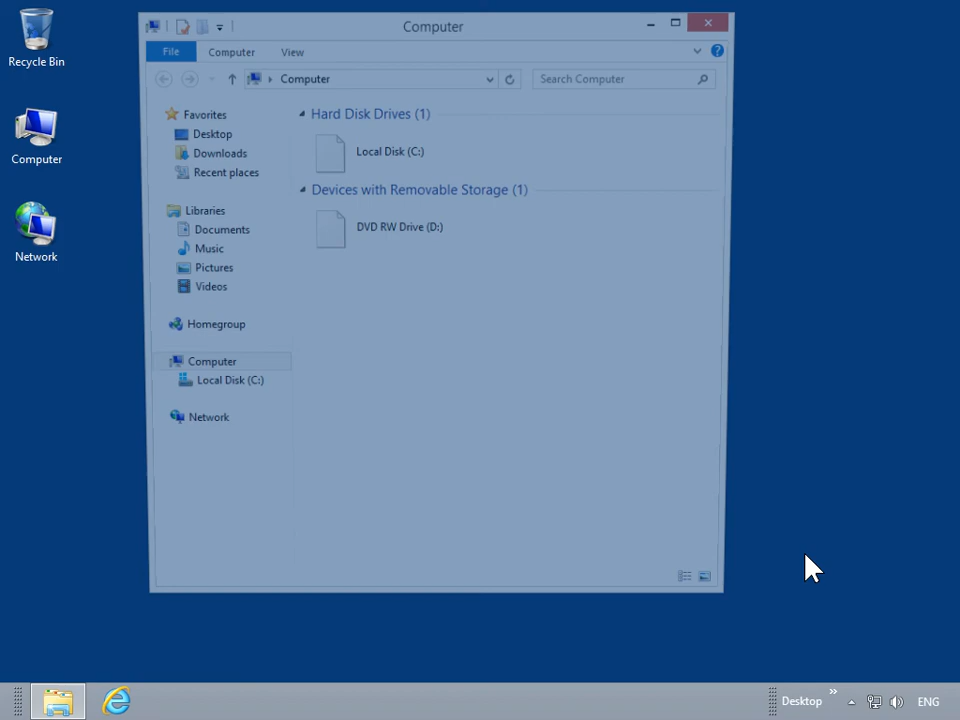 Recycle Bin
Computer
Network
Computer
File
Computer
View
Computer
Search Computer
Favorites
Desktop
Downloads
Recent places
Libraries
Documents
Music
Pictures
Videos
Homegroup
Computer
Local Disk (C:)
Network
Hard Disk Drives (1)
Local Disk (C:)
Devices with Removable Storage (1)
DVD RW Drive (D:)
Desktop
ENG